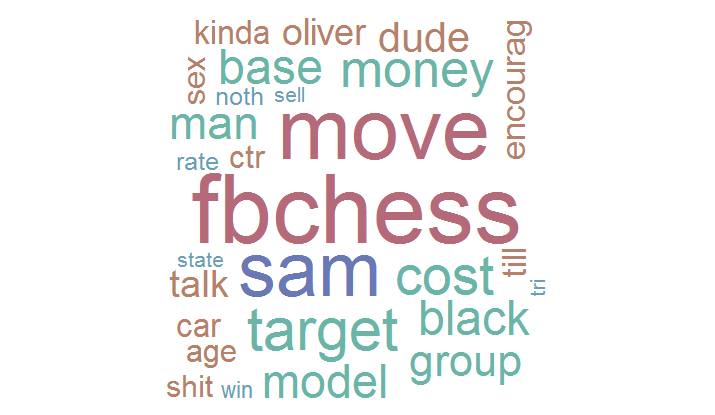 kinda oliver dude
sex base money encourag
noth sell
man move
rate ctr
fbchess
state sam cost till
talk tri
car target black
age group
shit win model